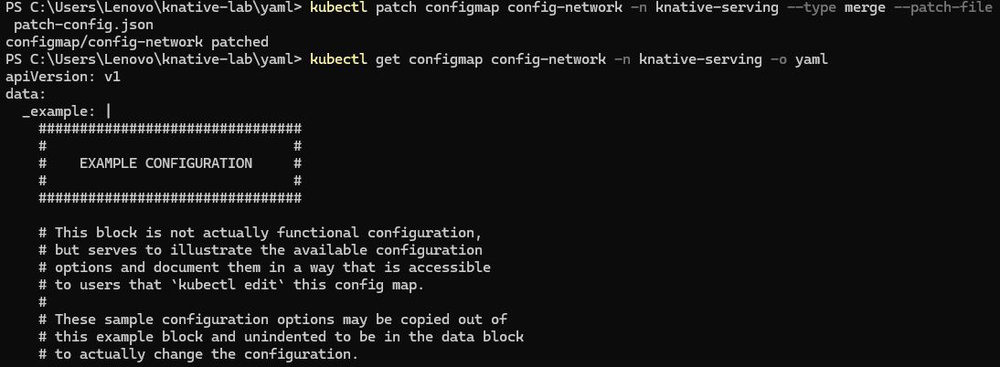 PS C:\Users\Lenovo\knative-lab\yaml> kubectl patch configmap config-network -n knative-serving --type merge --patch-file
 patch-config.json
configmap/config-network patched
PS C:\Users\Lenovo\knative-lab\yaml> kubectl get configmap config-network -n knative-serving -o yaml
apiVersion: v1
data:
  _example: |
    ################################
    #                              #
    #    EXAMPLE CONFIGURATION     #
    #                              #
    ################################

    # This block is not actually functional configuration,
    # but serves to illustrate the available configuration
    # options and document them in a way that is accessible
    # to users that `kubectl edit` this config map.
    #
    # These sample configuration options may be copied out of
    # this example block and unindented to be in the data block
    # to actually change the configuration.